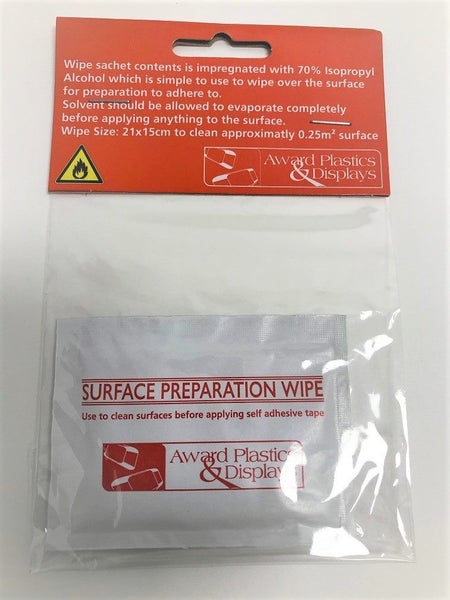 Wipe sachet contents is impregnated with 70% Isopropyl
Alcohol which is simple to use to wipe over the surface
for preparation to adhere to.
Solvent should be allowed to evaporate completely
before applying anything to the surface.
Wipe Size: 21x15cm to clean approximatly 0.25m² surface
Award Plastics
& Displays
SURFACE PREPARATION WIPE
Use to clean surfaces before applying self adhesive tape
Award Plastics
& Displays